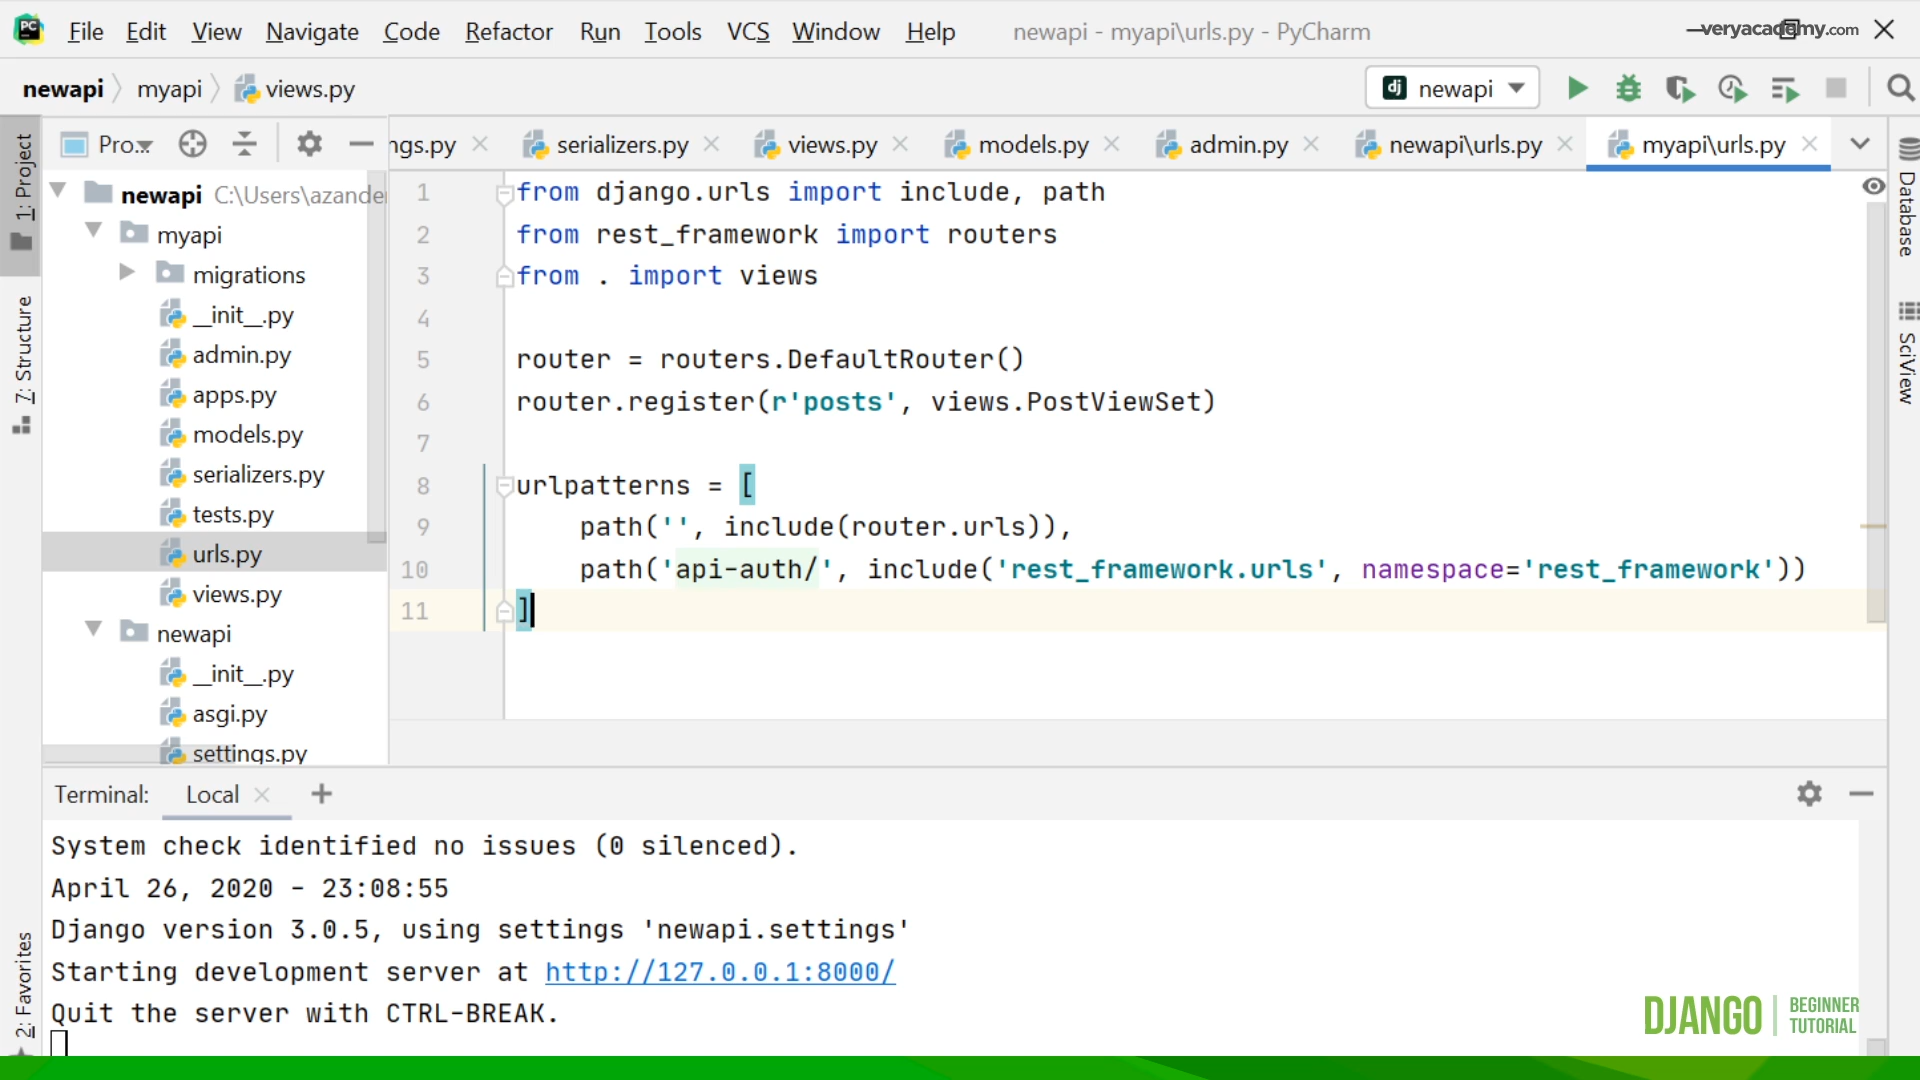 File Edit View Navigate Code Refactor Run Tools VCS Window Help newapi - myapi\urls.py - PyCharm veryacademy.com
newapi myapi views.py newapi
1: Project
Pro... ngs.py serializers.py views.py models.py admin.py newapi\urls.py myapi\urls.py
newapi C:\Users\azande
myapi
migrations
__init__.py
admin.py
apps.py
models.py
serializers.py
tests.py
urls.py
views.py
newapi
__init__.py
asgi.py
settings.py
7: Structure
2: Favorites
1 from django.urls import include, path
2 from rest_framework import routers
3 from . import views
4
5 router = routers.DefaultRouter()
6 router.register(r'posts', views.PostViewSet)
7
8 urlpatterns = [
9 path('', include(router.urls)),
10 path('api-auth/', include('rest_framework.urls', namespace='rest_framework'))
11 ]
Database
SciView
Terminal: Local
System check identified no issues (0 silenced).
April 26, 2020 - 23:08:55
Django version 3.0.5, using settings 'newapi.settings'
Starting development server at http://127.0.0.1:8000/
Quit the server with CTRL-BREAK.
DJANGO BEGINNER
TUTORIAL